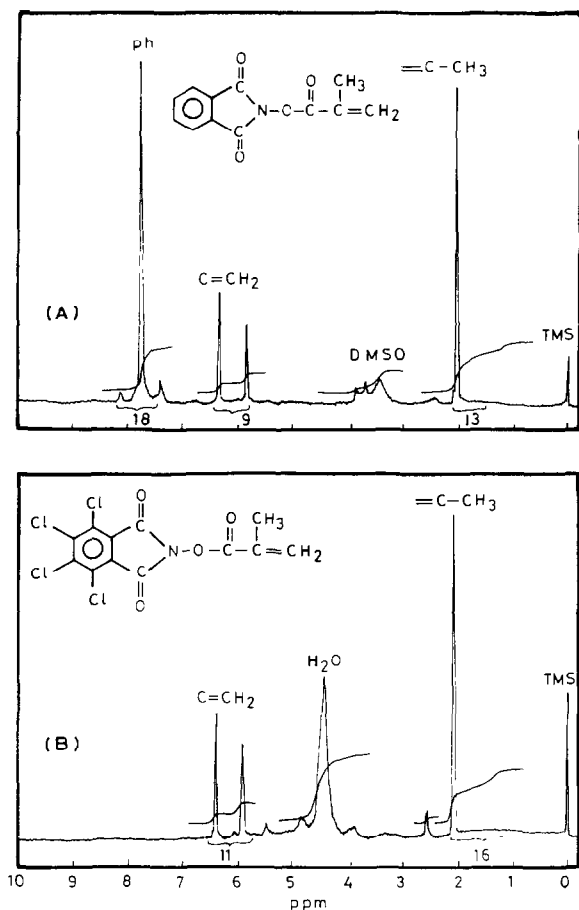 ph
=C-CH3
O
O CH3
N-O-C-C=CH2
O
C=CH2
(A)
DMSO
TMS
18
9
13
=C-CH3
Cl
O
Cl
O CH3
N-O-C-C=CH2
Cl
Cl
O
H2O
C=CH2
TMS
(B)
11
16
10 9 8 7 6 5 4 3 2 1 0
ppm